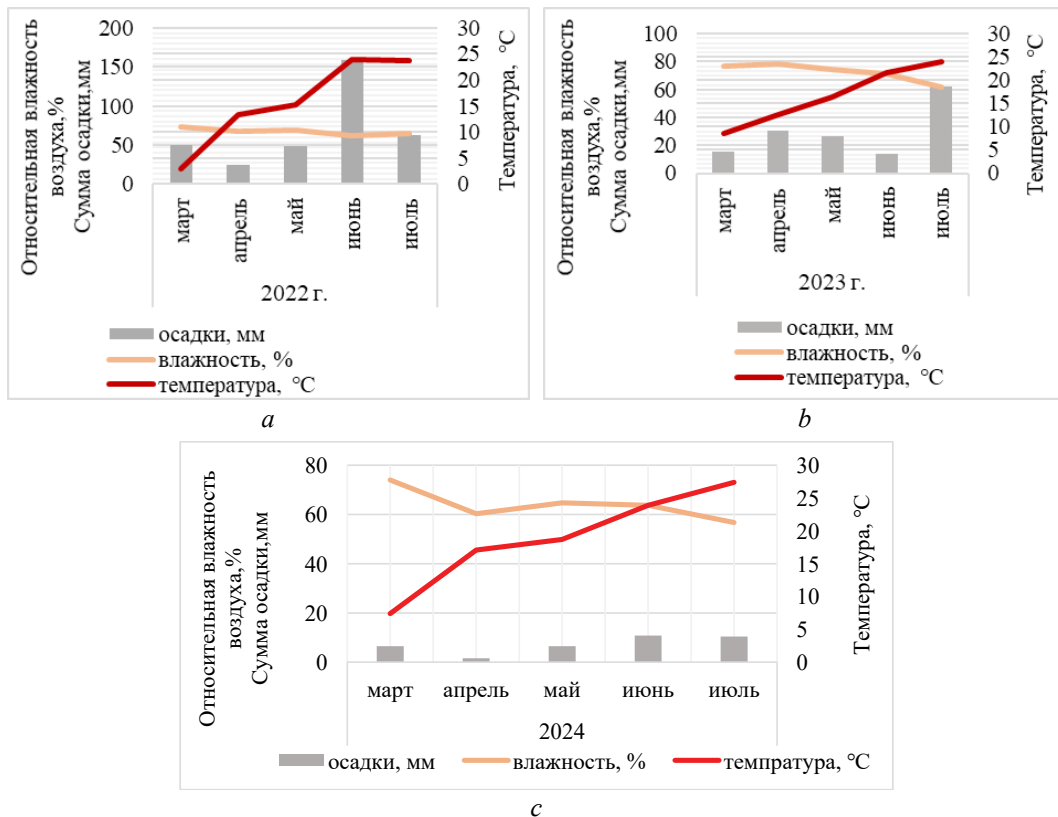 Относительная влажность
воздуха,%
Сумма осадки,мм
200
150
100
50
0
30
25
20
15
10
5
0
Температура, °С
март
апрель
май
июнь
июль
2022 г.
осадки, мм
влажность, %
температура, °С
a
Относительная влажность
воздуха,%
Сумма осадки,мм
100
80
60
40
20
0
30
25
20
15
10
5
0
Температура, °С
март
апрель
май
июнь
июль
2023 г.
осадки, мм
влажность, %
температура, °С
b
Относительная влажность
воздуха,%
Сумма осадки,мм
80
60
40
20
0
30
25
20
15
10
5
0
Температура, °С
март апрель май июнь июль
2024
осадки, мм влажность, % темпратура, °С
c